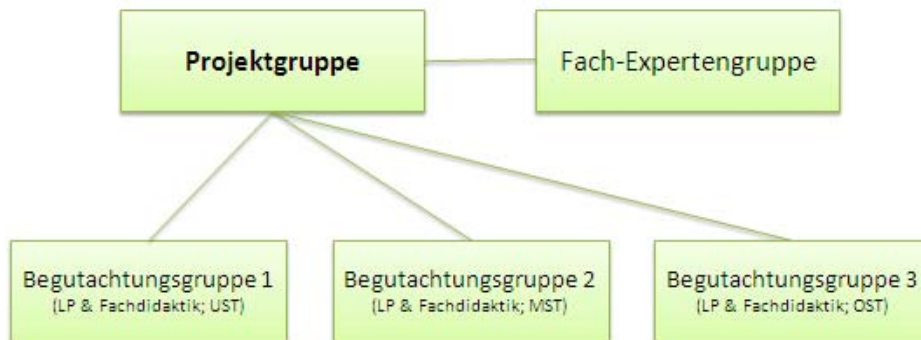 Projektgruppe
Fach-Expertengruppe
Begutachtungsgruppe 1
(LP & Fachdidaktik; UST)
Begutachtungsgruppe 2
(LP & Fachdidaktik; MST)
Begutachtungsgruppe 3
(LP & Fachdidaktik; OST)